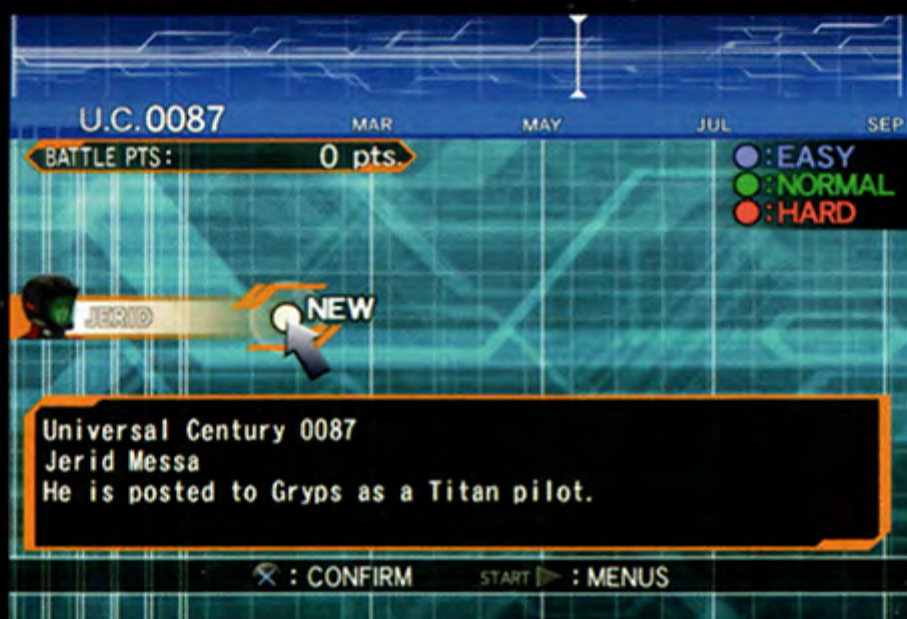 U.C.0087
MAR MAY JUL SEP
BATTLE PTS: 0 pts.
:EASY
:NORMAL
:HARD
JERID
NEW
Universal Century 0087
Jerid Messa
He is posted to Gryps as a Titan pilot.
: CONFIRM START : MENUS